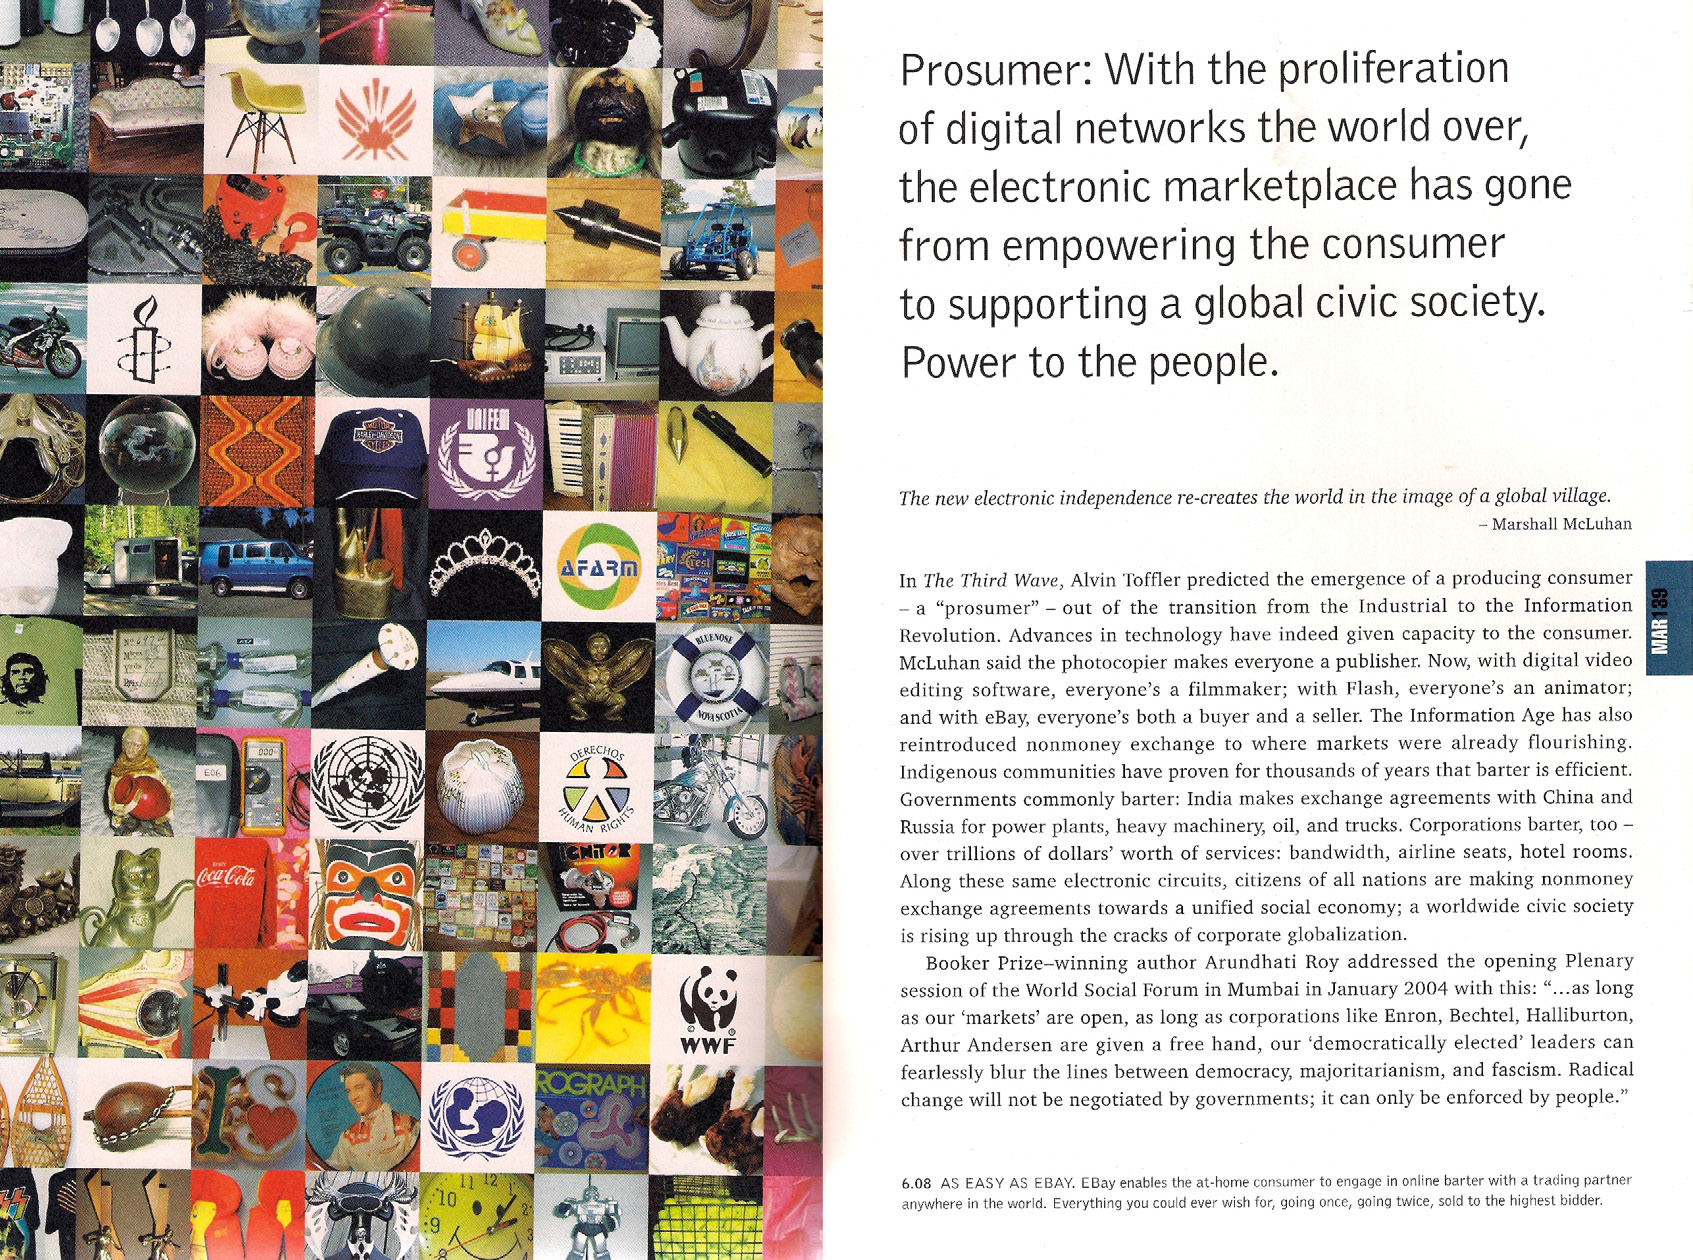 HARLEY-DAVIDSON
UNIFEM
AFARM
Crest
BLUENOSE
NOVA SCOTIA
000
E06
DERECHOS
HUMAN RIGHTS
Coca-Cola
IGNITOR
©
®
WWF
ROGRAPH
10 11 12 1
9
8
Prosumer: With the proliferation
of digital networks the world over,
the electronic marketplace has gone
from empowering the consumer
to supporting a global civic society.
Power to the people.
The new electronic independence re-creates the world in the image of a global village.
– Marshall McLuhan
In The Third Wave, Alvin Toffler predicted the emergence of a producing consumer
– a “prosumer” – out of the transition from the Industrial to the Information
Revolution. Advances in technology have indeed given capacity to the consumer.
McLuhan said the photocopier makes everyone a publisher. Now, with digital video
editing software, everyone’s a filmmaker; with Flash, everyone’s an animator;
and with eBay, everyone’s both a buyer and a seller. The Information Age has also
reintroduced nonmoney exchange to where markets were already flourishing.
Indigenous communities have proven for thousands of years that barter is efficient.
Governments commonly barter: India makes exchange agreements with China and
Russia for power plants, heavy machinery, oil, and trucks. Corporations barter, too –
over trillions of dollars’ worth of services: bandwidth, airline seats, hotel rooms.
Along these same electronic circuits, citizens of all nations are making nonmoney
exchange agreements towards a unified social economy; a worldwide civic society
is rising up through the cracks of corporate globalization.
Booker Prize–winning author Arundhati Roy addressed the opening Plenary
session of the World Social Forum in Mumbai in January 2004 with this: “...as long
as our ‘markets’ are open, as long as corporations like Enron, Bechtel, Halliburton,
Arthur Andersen are given a free hand, our ‘democratically elected’ leaders can
fearlessly blur the lines between democracy, majoritarianism, and fascism. Radical
change will not be negotiated by governments; it can only be enforced by people.”
MAR139
6.08 AS EASY AS EBAY. EBay enables the at-home consumer to engage in online barter with a trading partner
anywhere in the world. Everything you could ever wish for, going once, going twice, sold to the highest bidder.